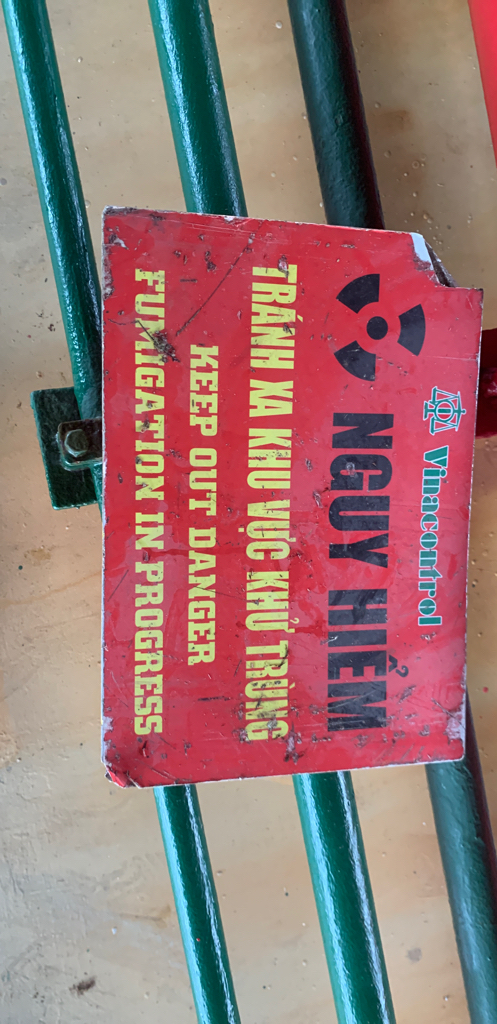 Vinacontrol
NGUY HIỂM
TRÁNH XA KHU VỰC KHỬ TRÙNG
KEEP OUT DANGER
FUMIGATION IN PROGRESS